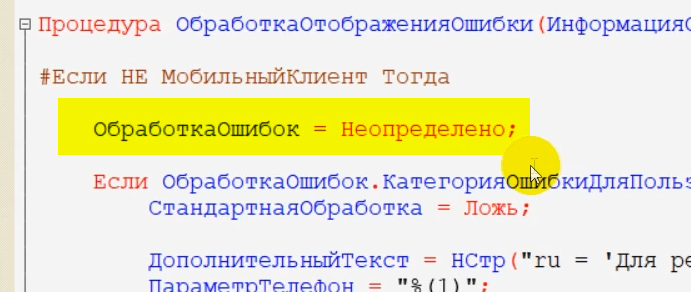 Процедура ОбработкаОтображенияОшибки(Информация
#Если НЕ МобильныйКлиент Тогда
ОбработкаОшибок = Неопределено;
Если ОбработкаОшибок.КатегорияОшибкиДляПольз
СтандартнаяОбработка = Ложь;
ДополнительныйТекст = НСтр("ru = 'Для ре
ПараметрТелефон = "%(1)";